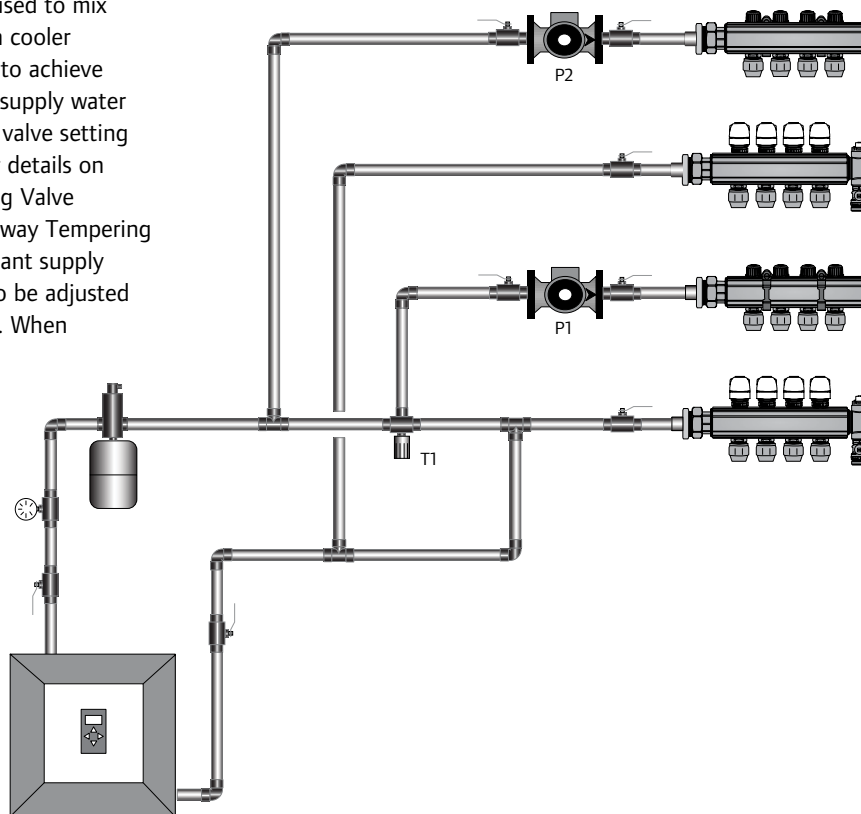 used to mix
cooler
to achieve
supply water
valve setting
details on
g Valve
way Tempering
ant supply
o be adjusted
. When
P2
P1
T1